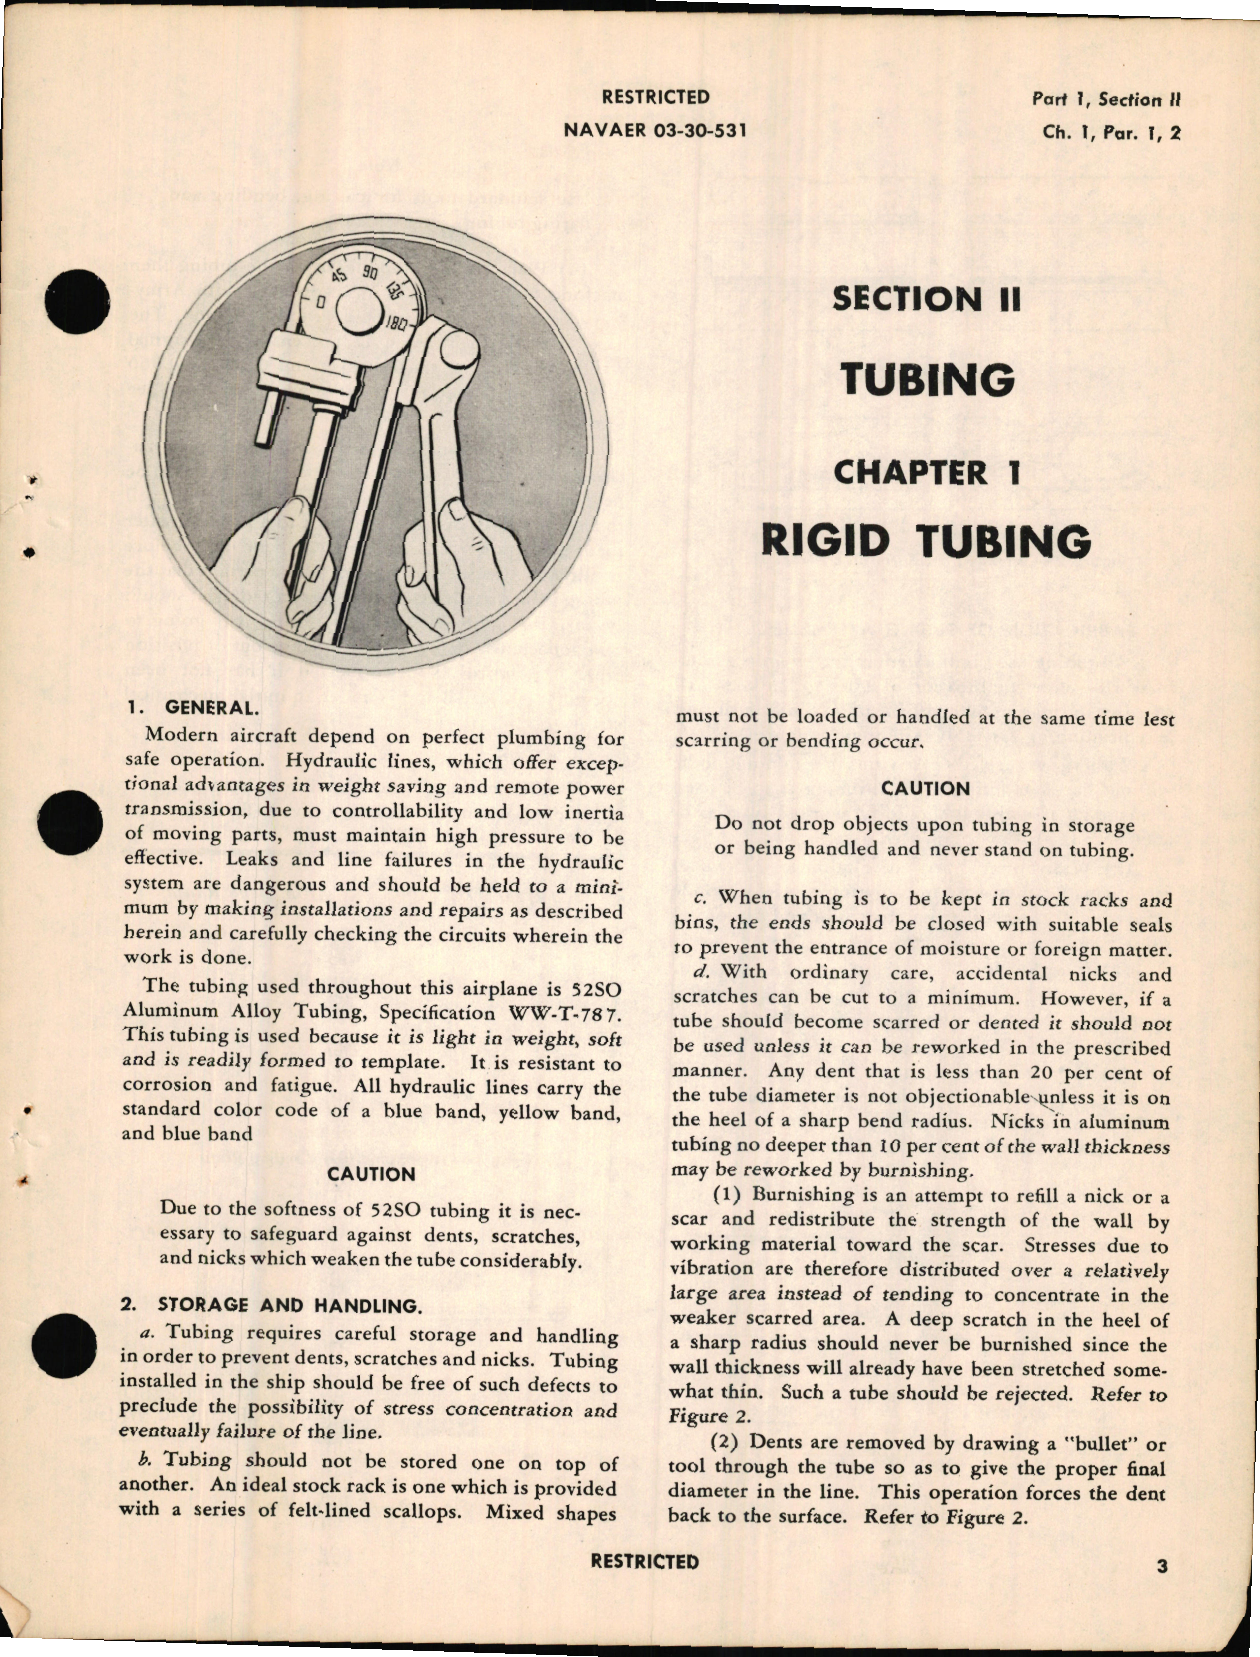 RESTRICTED
NAVAER 03-30-531
Part 1, Section II
Ch. 1, Par. 1, 2
0
45
90
135
180
SECTION II
TUBING
CHAPTER 1
RIGID TUBING
1. GENERAL.
Modern aircraft depend on perfect plumbing for
safe operation. Hydraulic lines, which offer excep-
tional advantages in weight saving and remote power
transmission, due to controllability and low inertia
of moving parts, must maintain high pressure to be
effective. Leaks and line failures in the hydraulic
system are dangerous and should be held to a mini-
mum by making installations and repairs as described
herein and carefully checking the circuits wherein the
work is done.
The tubing used throughout this airplane is 52SO
Aluminum Alloy Tubing, Specification WW-T-787.
This tubing is used because it is light in weight, soft
and is readily formed to template. It is resistant to
corrosion and fatigue. All hydraulic lines carry the
standard color code of a blue band, yellow band,
and blue band
CAUTION
Due to the softness of 52SO tubing it is nec-
essary to safeguard against dents, scratches,
and nicks which weaken the tube considerably.
2. STORAGE AND HANDLING.
a. Tubing requires careful storage and handling
in order to prevent dents, scratches and nicks. Tubing
installed in the ship should be free of such defects to
preclude the possibility of stress concentration and
eventually failure of the line.
b. Tubing should not be stored one on top of
another. An ideal stock rack is one which is provided
with a series of felt-lined scallops. Mixed shapes
must not be loaded or handled at the same time lest
scarring or bending occur.
CAUTION
Do not drop objects upon tubing in storage
or being handled and never stand on tubing.
c. When tubing is to be kept in stock racks and
bins, the ends should be closed with suitable seals
to prevent the entrance of moisture or foreign matter.
d. With ordinary care, accidental nicks and
scratches can be cut to a minimum. However, if a
tube should become scarred or dented it should not
be used unless it can be reworked in the prescribed
manner. Any dent that is less than 20 per cent of
the tube diameter is not objectionable unless it is on
the heel of a sharp bend radius. Nicks in aluminum
tubing no deeper than 10 per cent of the wall thickness
may be reworked by burnishing.
(1) Burnishing is an attempt to refill a nick or a
scar and redistribute the strength of the wall by
working material toward the scar. Stresses due to
vibration are therefore distributed over a relatively
large area instead of tending to concentrate in the
weaker scarred area. A deep scratch in the heel of
a sharp radius should never be burnished since the
wall thickness will already have been stretched some-
what thin. Such a tube should be rejected. Refer to
Figure 2.
(2) Dents are removed by drawing a "bullet" or
tool through the tube so as to give the proper final
diameter in the line. This operation forces the dent
back to the surface. Refer to Figure 2.
RESTRICTED
3